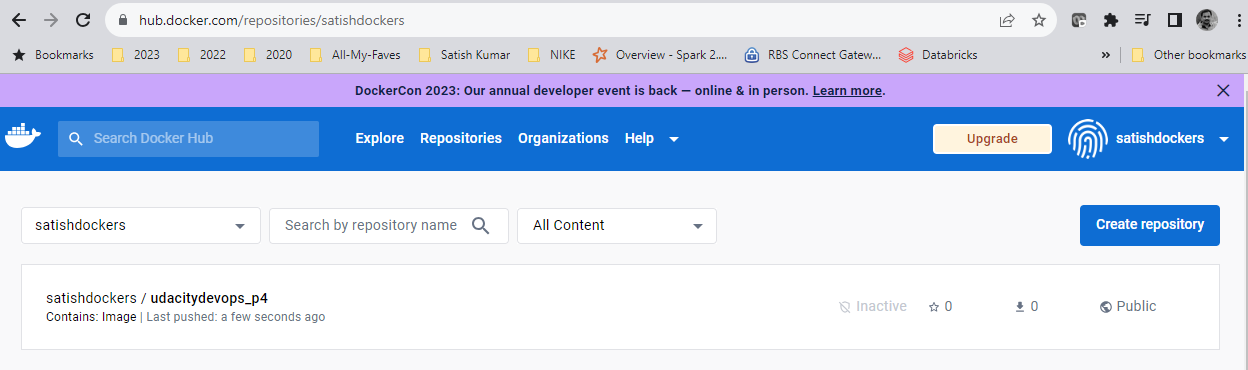 hub.docker.com/repositories/satishdockers
Bookmarks 2023 2022 2020 All-My-Faves Satish Kumar NIKE Overview - Spark 2.... RBS Connect Gatew... Databricks » Other bookmarks
DockerCon 2023: Our annual developer event is back — online & in person. Learn more.
Search Docker Hub Explore Repositories Organizations Help Upgrade satishdockers
satishdockers Search by repository name All Content Create repository
satishdockers / udacitydevops_p4
Contains: Image | Last pushed: a few seconds ago
Inactive 0 0 Public